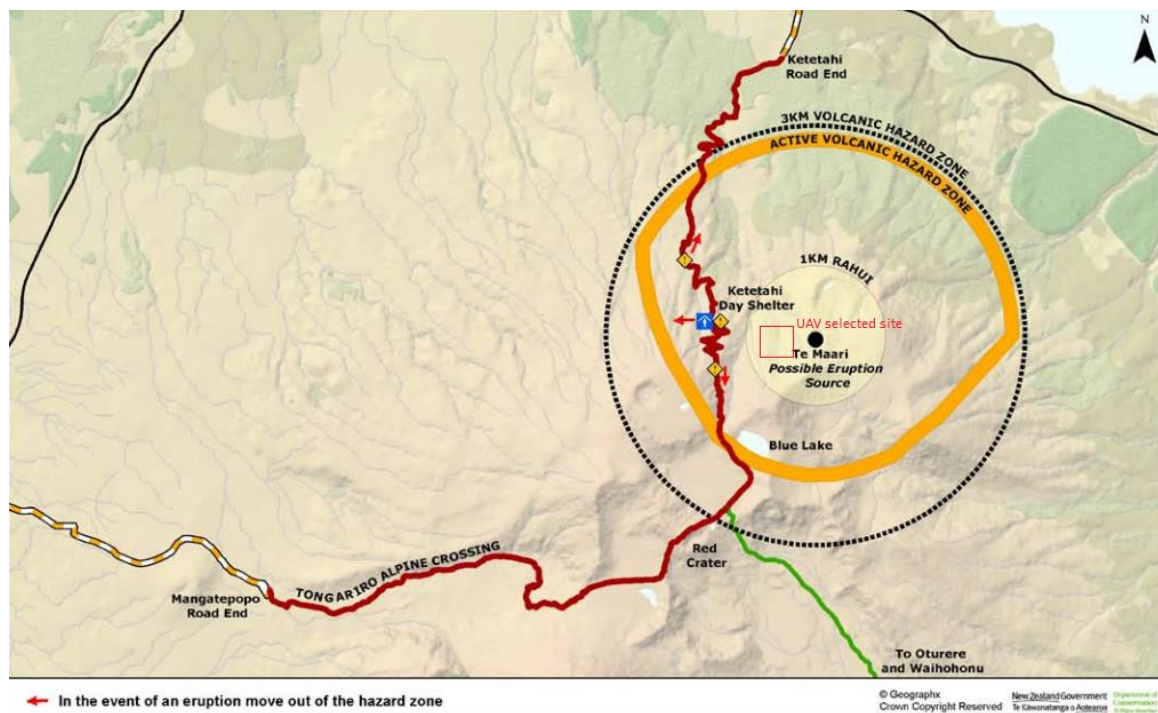 N
Ketetahi
Road End
3KM VOLCANIC HAZARD ZONE
ACTIVE VOLCANIC HAZARD ZONE
1KM RAHUI
Ketetahi
Day Shelter
UAV selected site
Te Maari
Possible Eruption
Source
Blue Lake
Red
Crater
TONGARIRO ALPINE CROSSING
Mangatepopo
Road End
To Oturere
and Waihohonu
In the event of an eruption move out of the hazard zone
© Geographx
Crown Copyright Reserved
New Zealand Government
Te Kāwanatanga o Aotearoa
Department of
Conservation